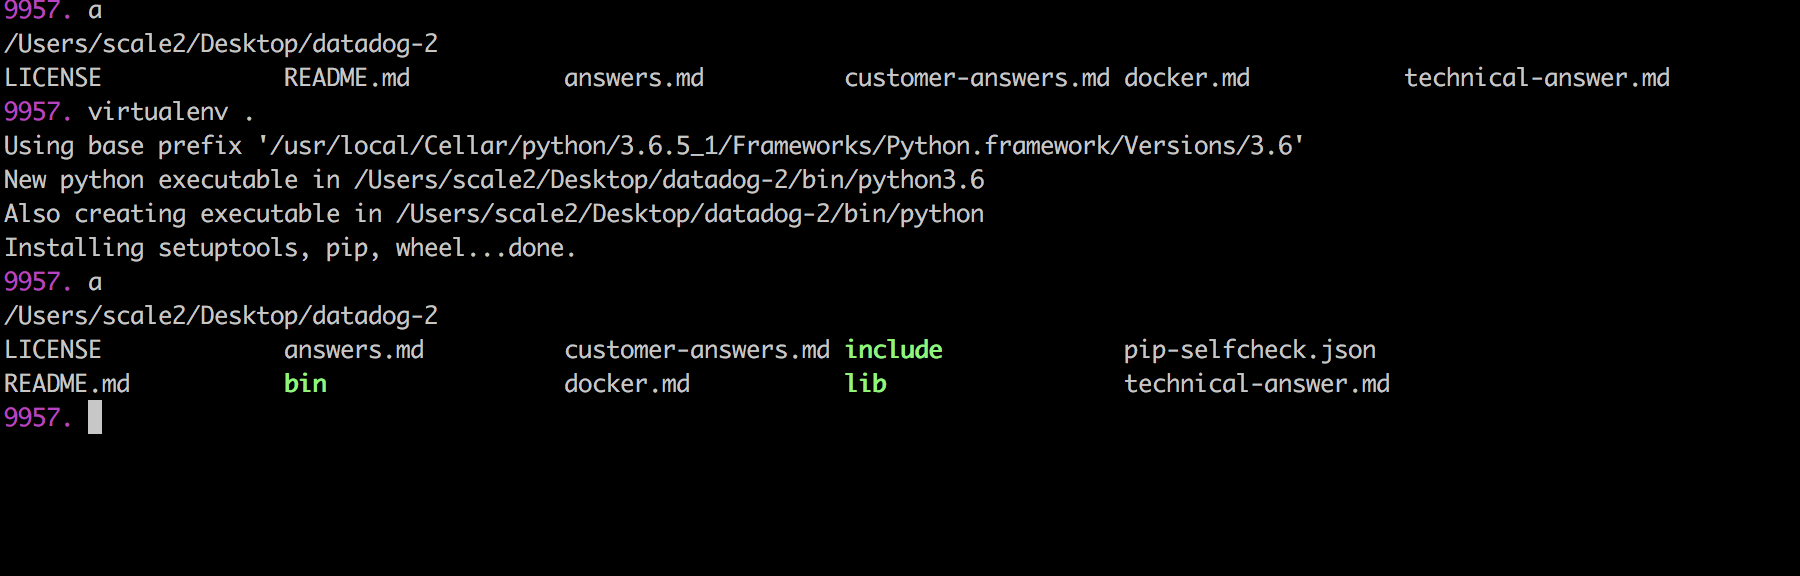 9957. a
/Users/scale2/Desktop/datadog-2
LICENSE README.md answers.md customer-answers.md docker.md technical-answer.md
9957. virtualenv .
Using base prefix '/usr/local/Cellar/python/3.6.5_1/Frameworks/Python.framework/Versions/3.6'
New python executable in /Users/scale2/Desktop/datadog-2/bin/python3.6
Also creating executable in /Users/scale2/Desktop/datadog-2/bin/python
Installing setuptools, pip, wheel...done.
9957. a
/Users/scale2/Desktop/datadog-2
LICENSE answers.md customer-answers.md include pip-selfcheck.json
README.md bin docker.md lib technical-answer.md
9957.